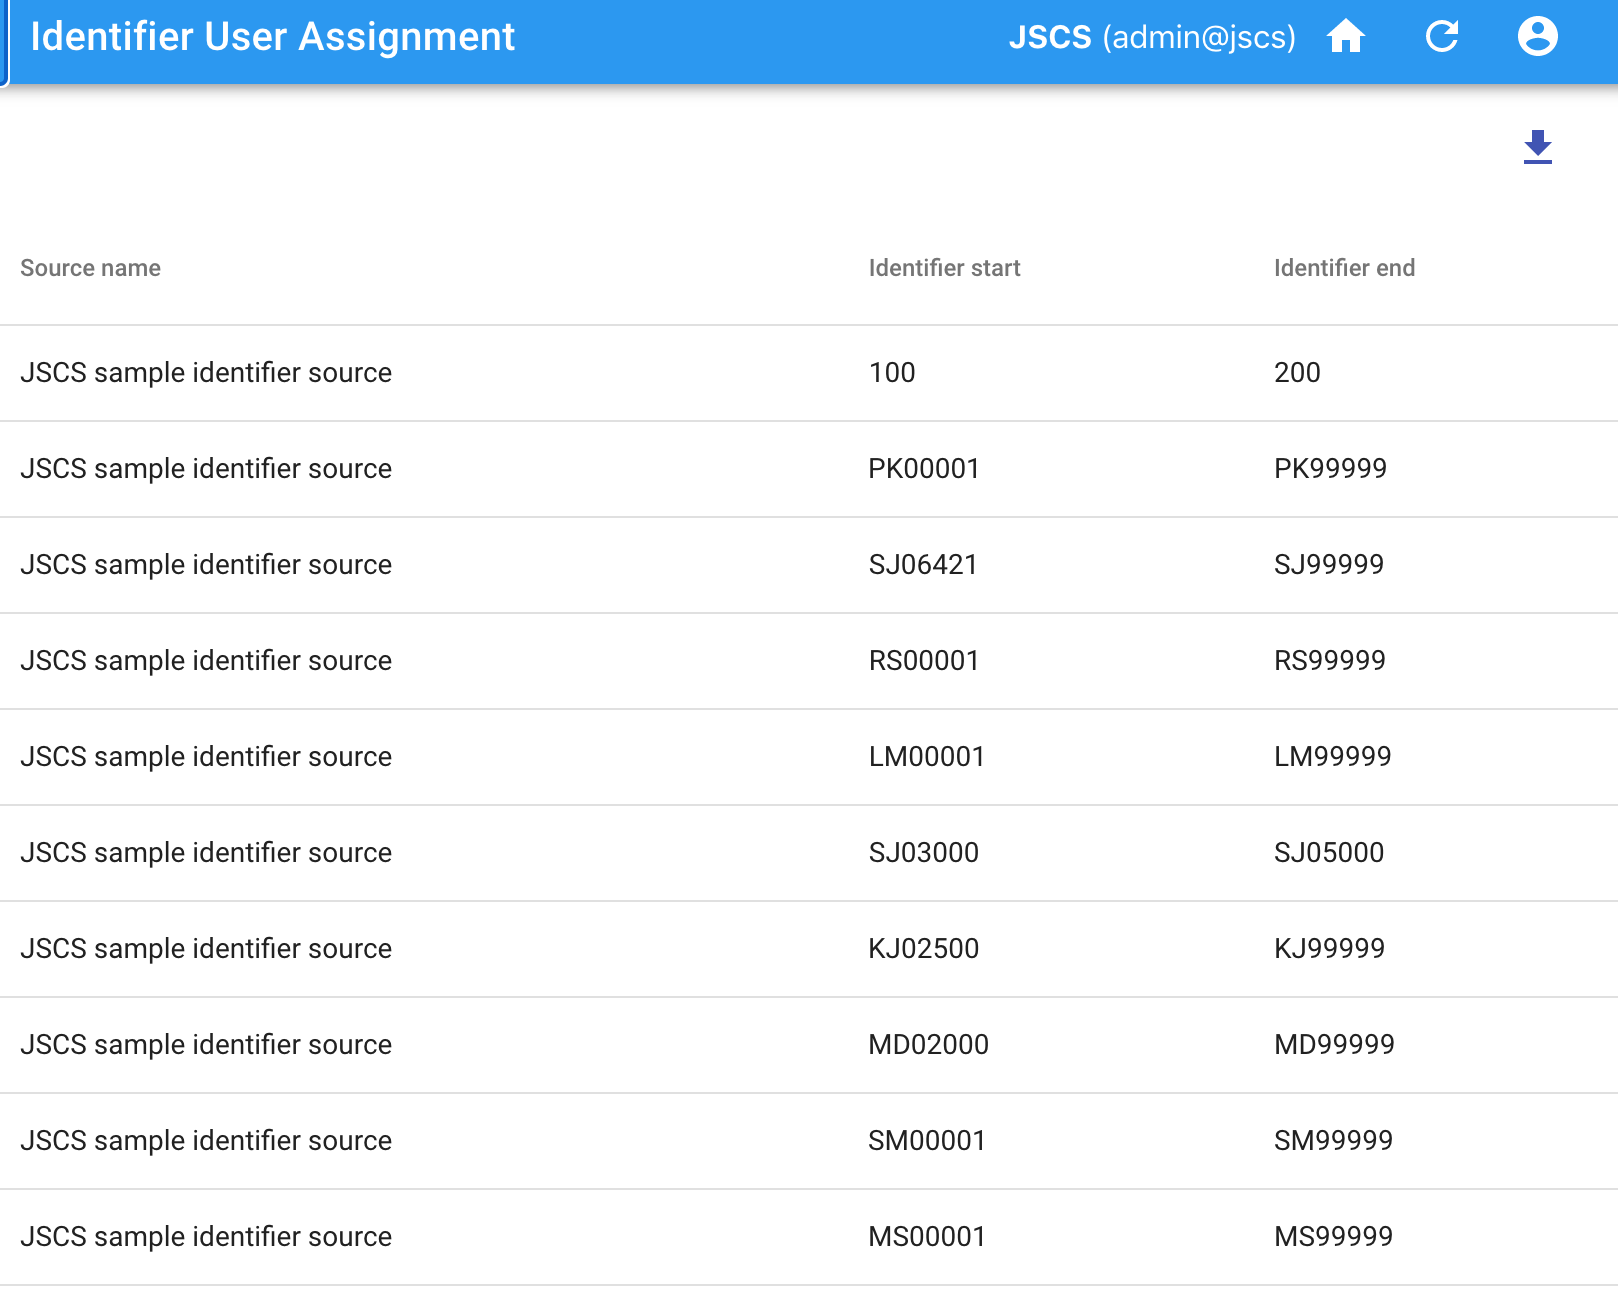 Identifier User Assignment JSCS (admin@jscs)
Source name Identifier start Identifier end
JSCS sample identifier source 100 200
JSCS sample identifier source PK00001 PK99999
JSCS sample identifier source SJ06421 SJ99999
JSCS sample identifier source RS00001 RS99999
JSCS sample identifier source LM00001 LM99999
JSCS sample identifier source SJ03000 SJ05000
JSCS sample identifier source KJ02500 KJ99999
JSCS sample identifier source MD02000 MD99999
JSCS sample identifier source SM00001 SM99999
JSCS sample identifier source MS00001 MS99999